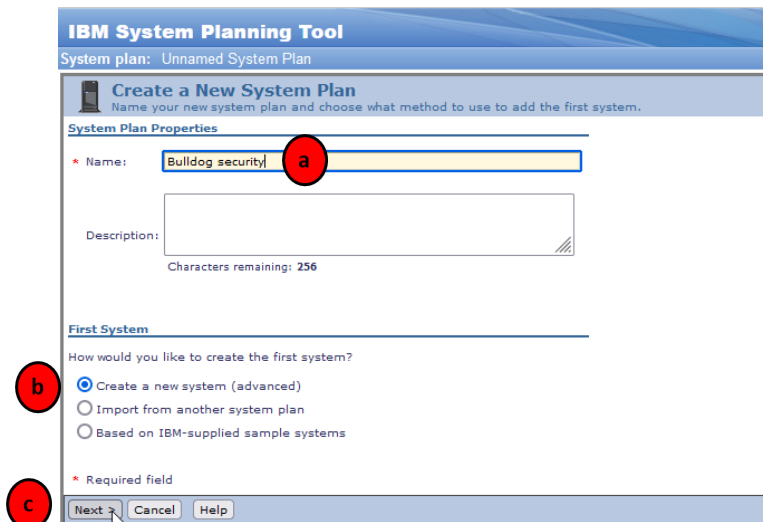 IBM System Planning Tool
System plan: Unnamed System Plan
Create a New System Plan
Name your new system plan and choose what method to use to add the first system.
System Plan Properties
* Name: Bulldog security a
Description:
Characters remaining: 256
First System
How would you like to create the first system?
b Create a new system (advanced)
Import from another system plan
Based on IBM-supplied sample systems
* Required field
c Next > Cancel Help